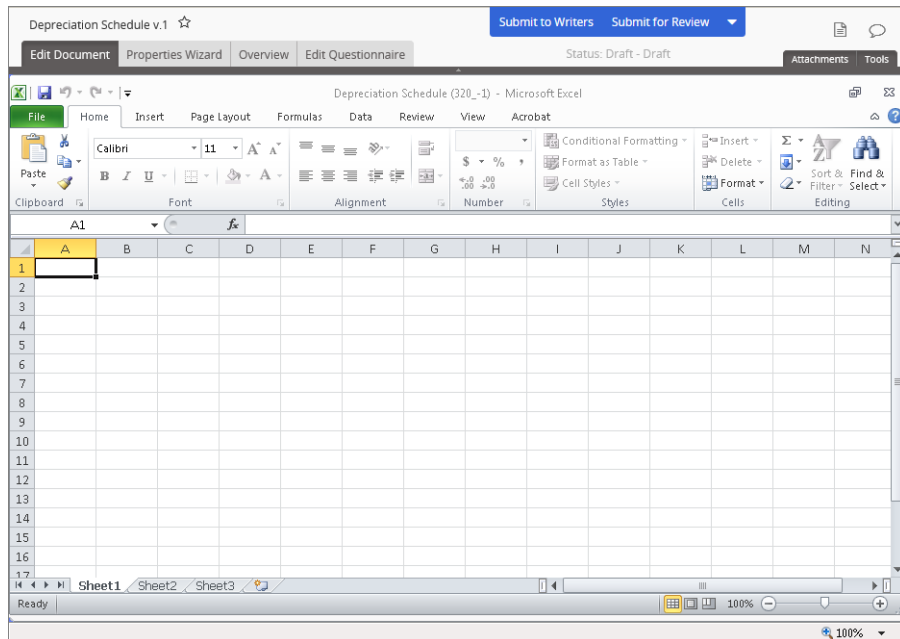 Depreciation Schedule v.1
Submit to Writers Submit for Review
Edit Document Properties Wizard Overview Edit Questionnaire
Status: Draft - Draft
Attachments Tools
Depreciation Schedule (320_-1) - Microsoft Excel
File Home Insert Page Layout Formulas Data Review View Acrobat
Paste
Calibri 11
B I U A
$ % ,
Conditional Formatting
Format as Table
Cell Styles
Insert
Delete
Format
Σ
Sort & Filter
Find & Select
Clipboard Font Alignment Number Styles Cells Editing
A1 fx
A B C D E F G H I J K L M N
1
2
3
4
5
6
7
8
9
10
11
12
13
14
15
16
17
Sheet1 Sheet2 Sheet3
Ready 100%
100%